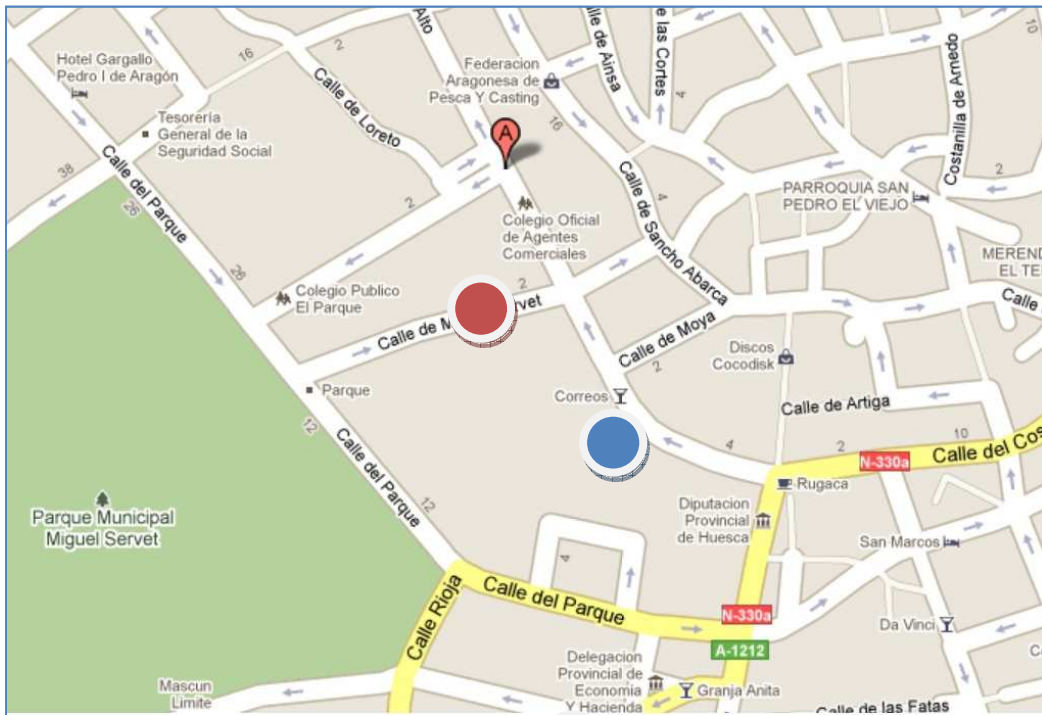 Hotel Gargallo
Pedro I de Aragón
16
2
Alto
Calle de Ainsa
de las Cortes
4
10
Costanilla de Arnedo
Federacion
Aragonesa de
Pesca Y Casting
Calle de Loreto
Tesorería
General de la
Seguridad Social
38
Calle del Parque
26
26
A
16
2
Colegio Oficial
de Agentes
Comerciales
Calle de Sancho Abarca
4
2
PARROQUIA SAN
PEDRO EL VIEJO
Colegio Publico
El Parque
2
Calle de
Calle de Moya
2
Discos
Cocodisk
Parque
12
Correos
Calle de Artiga
Calle del Parque
12
4
2
10
N-330a
Calle del
Rugaca
Parque Municipal
Miguel Servet
Diputacion
Provincial
de Huesca
San Marcos
4
Calle Rioja
Calle del Parque
N-330a
A-1212
Da Vinci
Mascun
Limite
Delegacion
Provincial de
Economia
Y Hacienda
Granja Anita
Calle de las Fatas